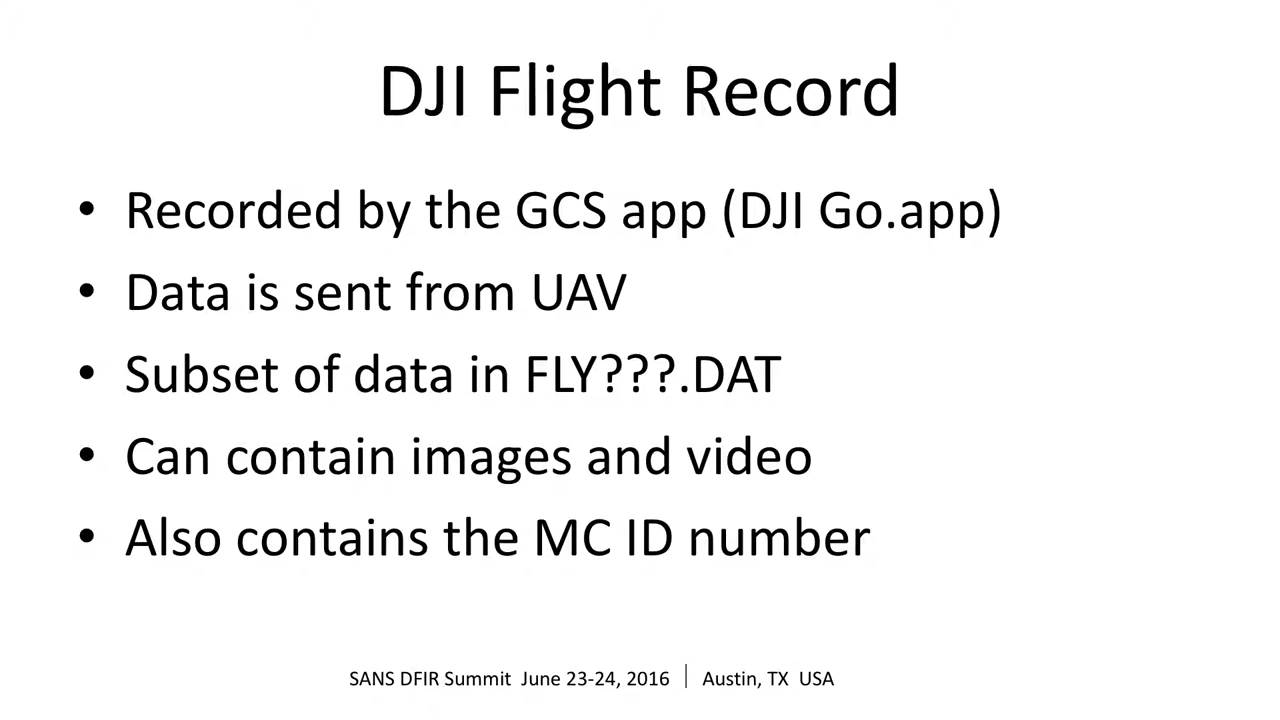 DJI Flight Record
• Recorded by the GCS app (DJI Go.app)
• Data is sent from UAV
• Subset of data in FLY???.DAT
• Can contain images and video
• Also contains the MC ID number
SANS DFIR Summit June 23-24, 2016 | Austin, TX USA